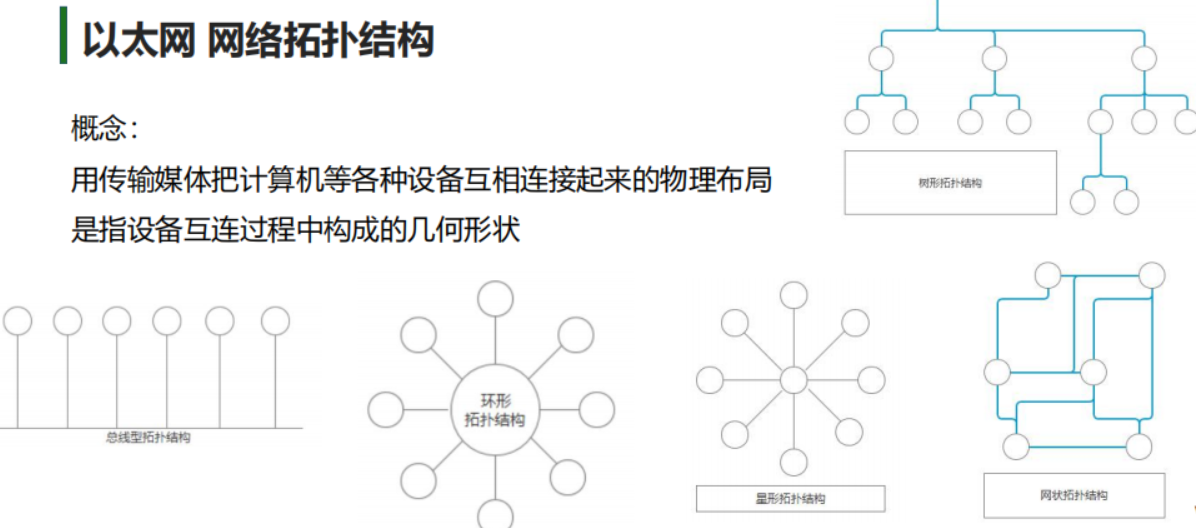 以太网 网络拓扑结构
概念：
用传输媒体把计算机等各种设备互相连接起来的物理布局
是指设备互连过程中构成的几何形状
树形拓扑结构
总线型拓扑结构
环形
拓扑结构
星形拓扑结构
网状拓扑结构